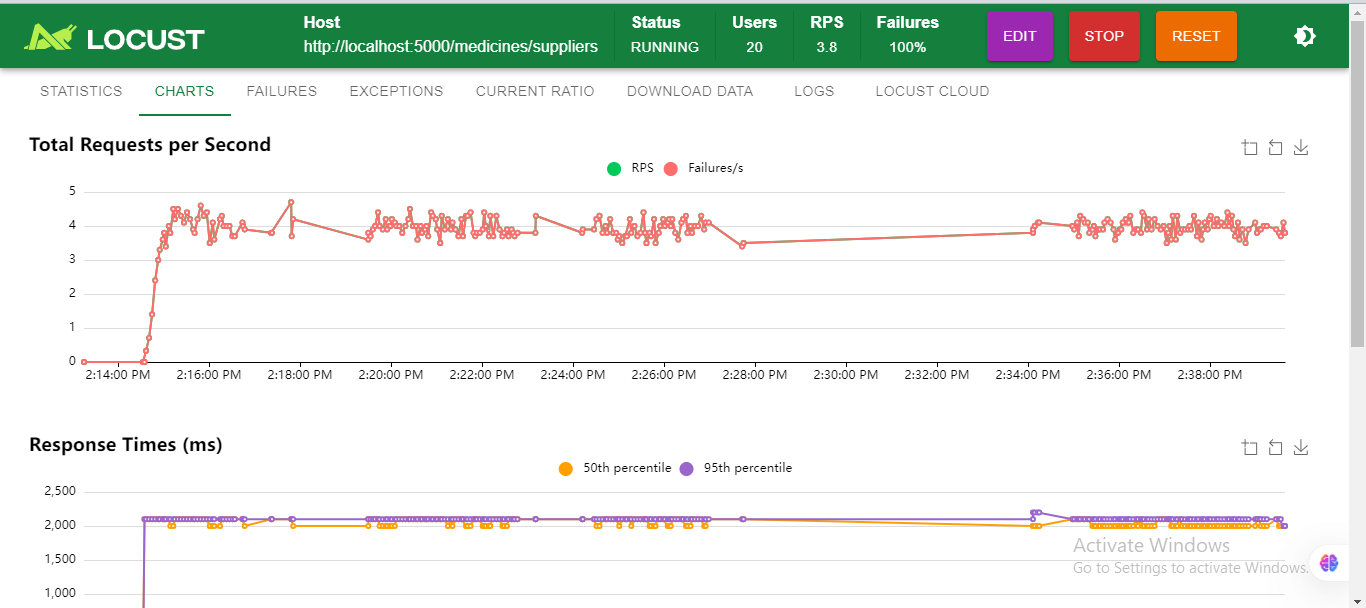 LOCUST
Host Status Users RPS Failures
http://localhost:5000/medicines/suppliers RUNNING 20 3.8 100%
EDIT STOP RESET
STATISTICS CHARTS FAILURES EXCEPTIONS CURRENT RATIO DOWNLOAD DATA LOGS LOCUST CLOUD
Total Requests per Second
RPS Failures/s
5
4
3
2
1
0
2:14:00 PM 2:16:00 PM 2:18:00 PM 2:20:00 PM 2:22:00 PM 2:24:00 PM 2:26:00 PM 2:28:00 PM 2:30:00 PM 2:32:00 PM 2:34:00 PM 2:36:00 PM 2:38:00 PM
Response Times (ms)
50th percentile 95th percentile
2,500
2,000
1,500
1,000
Activate Windows
Go to Settings to activate Windows.